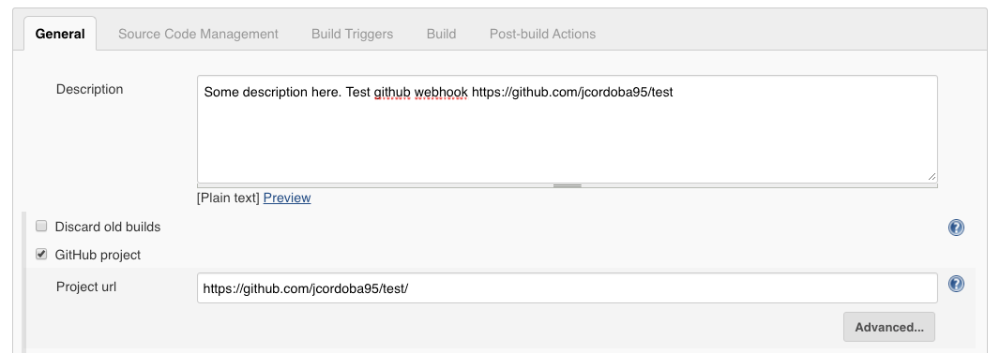 General Source Code Management Build Triggers Build Post-build Actions
Description
Some description here. Test github webhook https://github.com/jcordoba95/test
[Plain text] Preview
Discard old builds ?
GitHub project
Project url https://github.com/jcordoba95/test/ ?
Advanced...